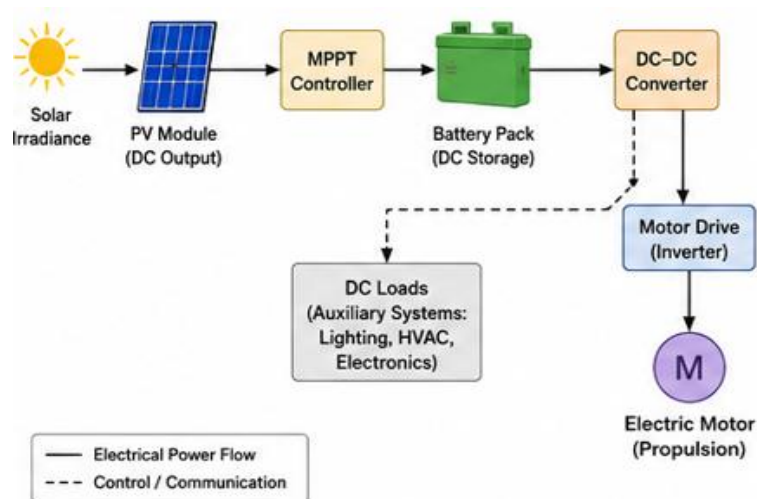 Solar
Irradiance
PV Module
(DC Output)
MPPT
Controller
Battery Pack
(DC Storage)
DC–DC
Converter
Motor Drive
(Inverter)
DC Loads
(Auxiliary Systems:
Lighting, HVAC,
Electronics)
M
Electric Motor
(Propulsion)
Electrical Power Flow
Control / Communication